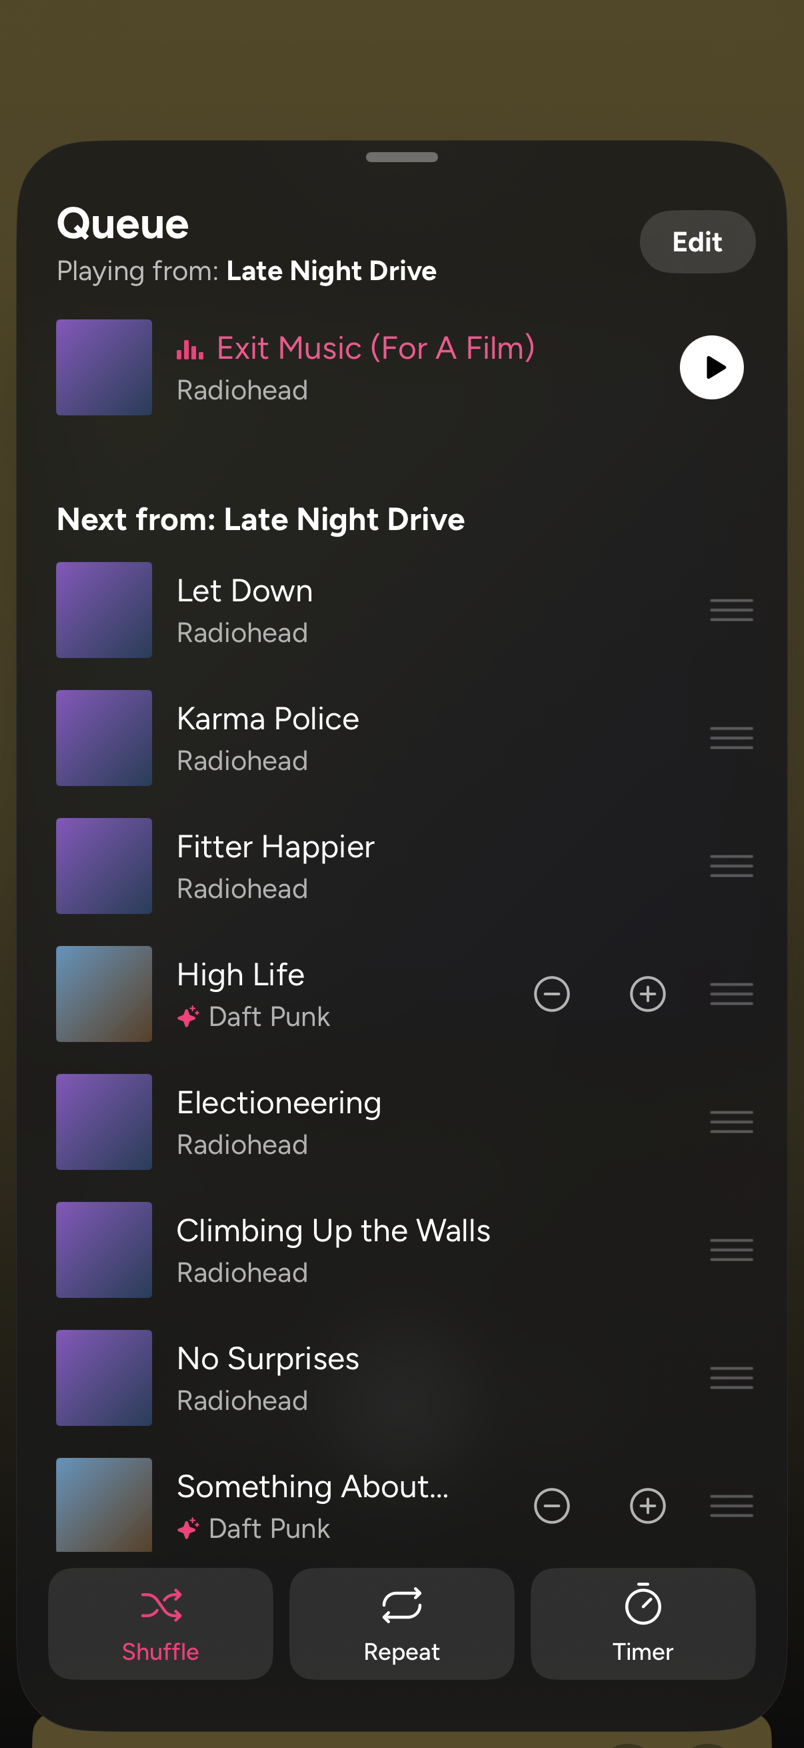 Queue
Playing from: Late Night Drive
Edit
Exit Music (For A Film)
Radiohead
Next from: Late Night Drive
Let Down
Radiohead
Karma Police
Radiohead
Fitter Happier
Radiohead
High Life
Daft Punk
Electioneering
Radiohead
Climbing Up the Walls
Radiohead
No Surprises
Radiohead
Something About...
Daft Punk
Shuffle
Repeat
Timer